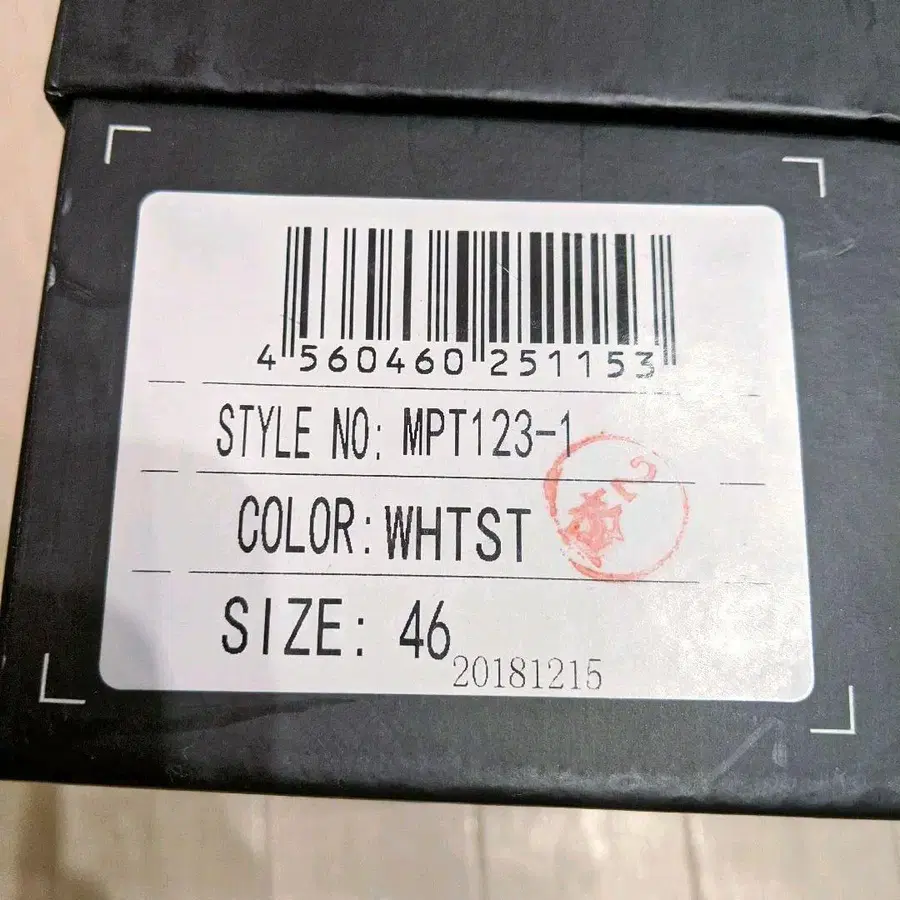 4 560460 251153
STYLE NO: MPT123-1
COLOR: WHTST
SIZE: 46
20181215